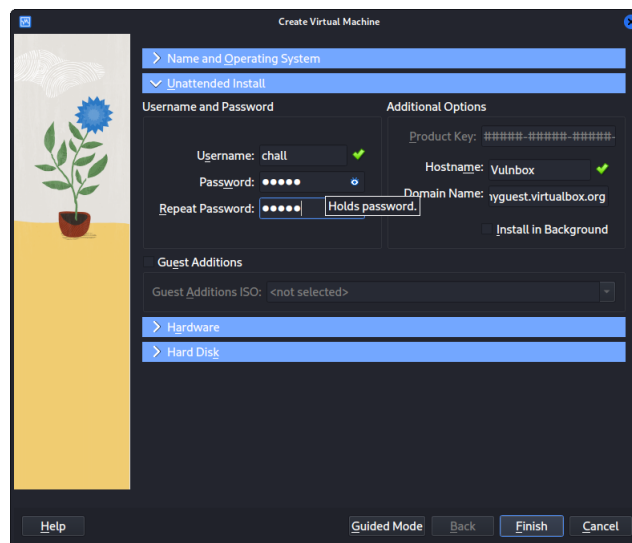 Create Virtual Machine
Name and Operating System
Unattended Install
Username and Password
Additional Options
Product Key: #####-#####-#####-
Username: chall
Hostname: Vulnbox
Password: ●●●●●
Domain Name: nyguest.virtualbox.org
Repeat Password: ●●●●●
Holds password.
Install in Background
Guest Additions
Guest Additions ISO: <not selected>
Hardware
Hard Disk
Help
Guided Mode
Back
Finish
Cancel